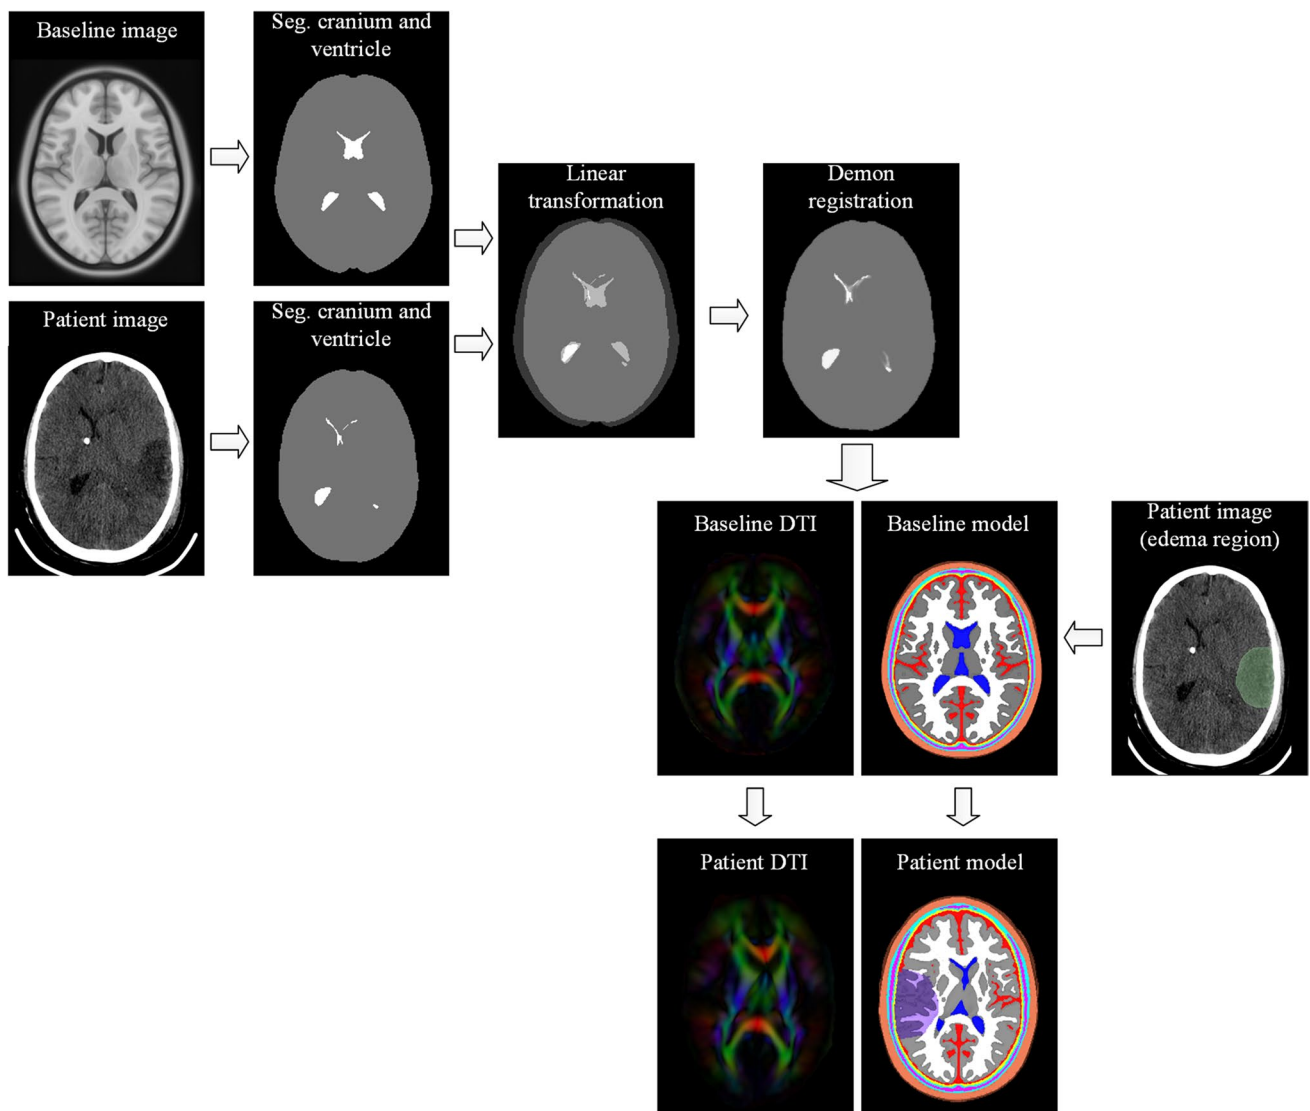 Baseline image
Seg. cranium and
ventricle
Patient image
Seg. cranium and
ventricle
Linear
transformation
Demon
registration
Baseline DTI
Baseline model
Patient image
(edema region)
Patient DTI
Patient model